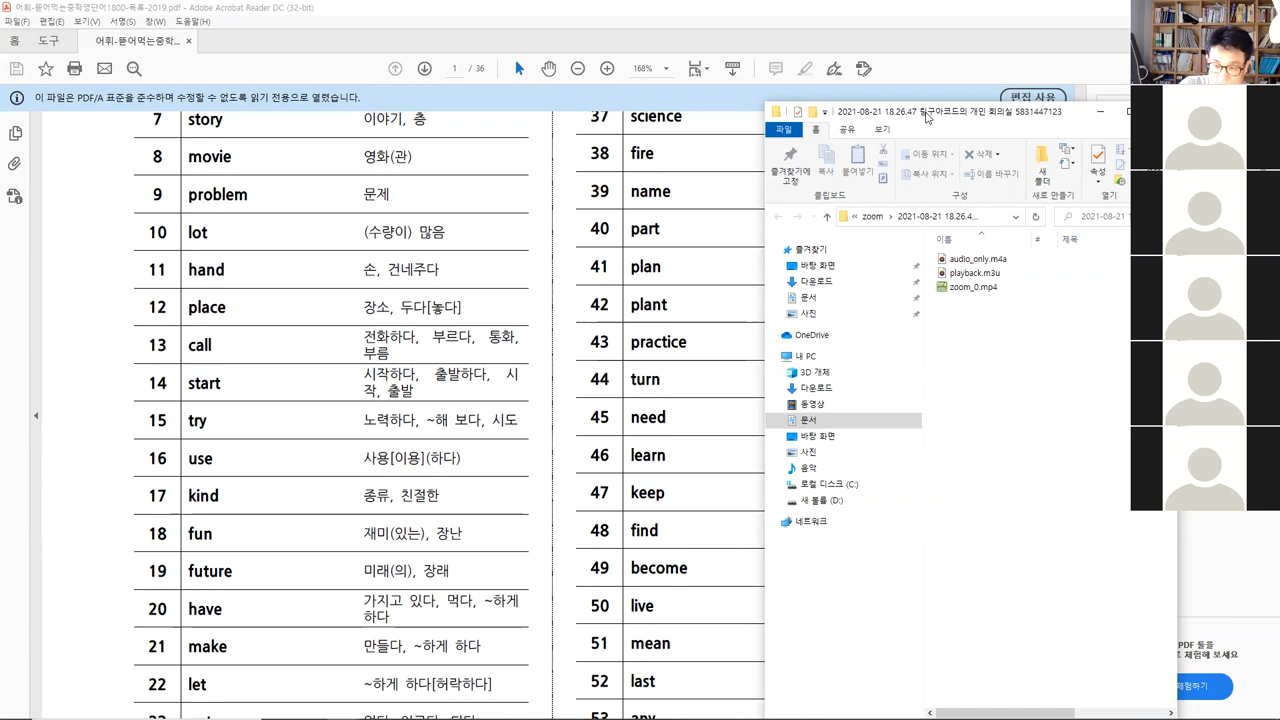 어휘-뜯어먹는중학영단어1800-목록-2019.pdf - Adobe Acrobat Reader DC (32-bit)
파일(F) 편집(E) 보기(V) 서명(S) 창(W) 도움말(H)
홈 도구 어휘-뜯어먹는중학... ×
36 168%
이 파일은 PDF/A 표준을 준수하며 수정할 수 없도록 읽기 전용으로 열렸습니다. 편집 사용
7 story 이야기, 층
8 movie 영화(관)
9 problem 문제
10 lot (수량이) 많음
11 hand 손, 건네주다
12 place 장소, 두다[놓다]
13 call 전화하다, 부르다, 통화,
부름
14 start 시작하다, 출발하다, 시
작, 출발
15 try 노력하다, ~해 보다, 시도
16 use 사용[이용](하다)
17 kind 종류, 친절한
18 fun 재미(있는), 장난
19 future 미래(의), 장래
20 have 가지고 있다, 먹다, ~하게
하다
21 make 만들다, ~하게 하다
22 let ~하게 하다[허락하다]
37 science
38 fire
39 name
40 part
41 plan
42 plant
43 practice
44 turn
45 need
46 learn
47 keep
48 find
49 become
50 live
51 mean
52 last
53 any
2021-08-21 18.26.47 팀구아코드의 개인 회의실 5831447123
파일 홈 공유 보기
즐겨찾기에
고정
복사 붙여넣기
이동 위치 삭제
복사 위치 이름 바꾸기
새
폴더
속성
클립보드 구성 새로 만들기 열기
« zoom › 2021-08-21 18.26.4... 2021-08-21 1
이름 # 제목
audio_only.m4a
playback.m3u
zoom_0.mp4
즐겨찾기
바탕 화면
다운로드
문서
사진
OneDrive
내 PC
3D 개체
다운로드
동영상
문서
바탕 화면
사진
음악
로컬 디스크 (C:)
새 볼륨 (D:)
네트워크
PDF 툴을
체험해 보세요
체험하기